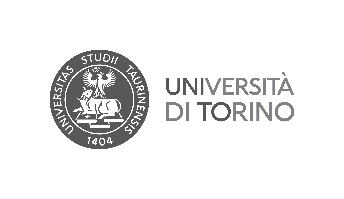 UNIVERSITAS STUDII TAURINENSIS
1404
UNIVERSITÀ
DI TORINO